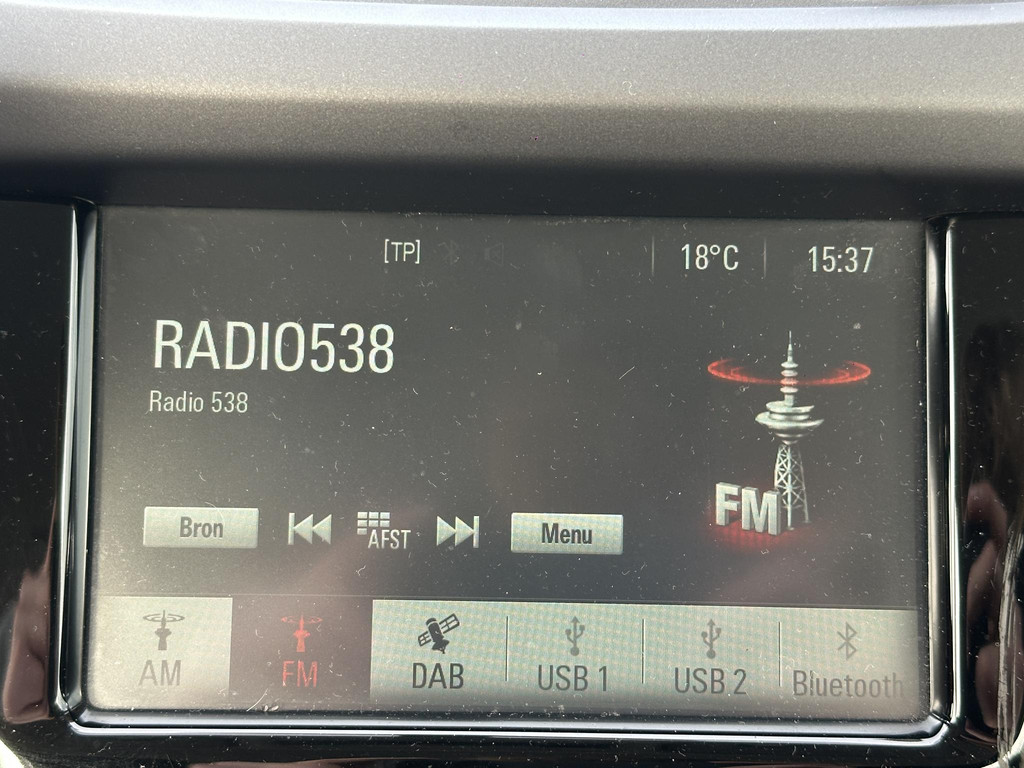 [TP] 18°C 15:37
RADIO538
Radio 538
FM
Bron AFST Menu
AM FM DAB USB 1 USB 2 Bluetooth